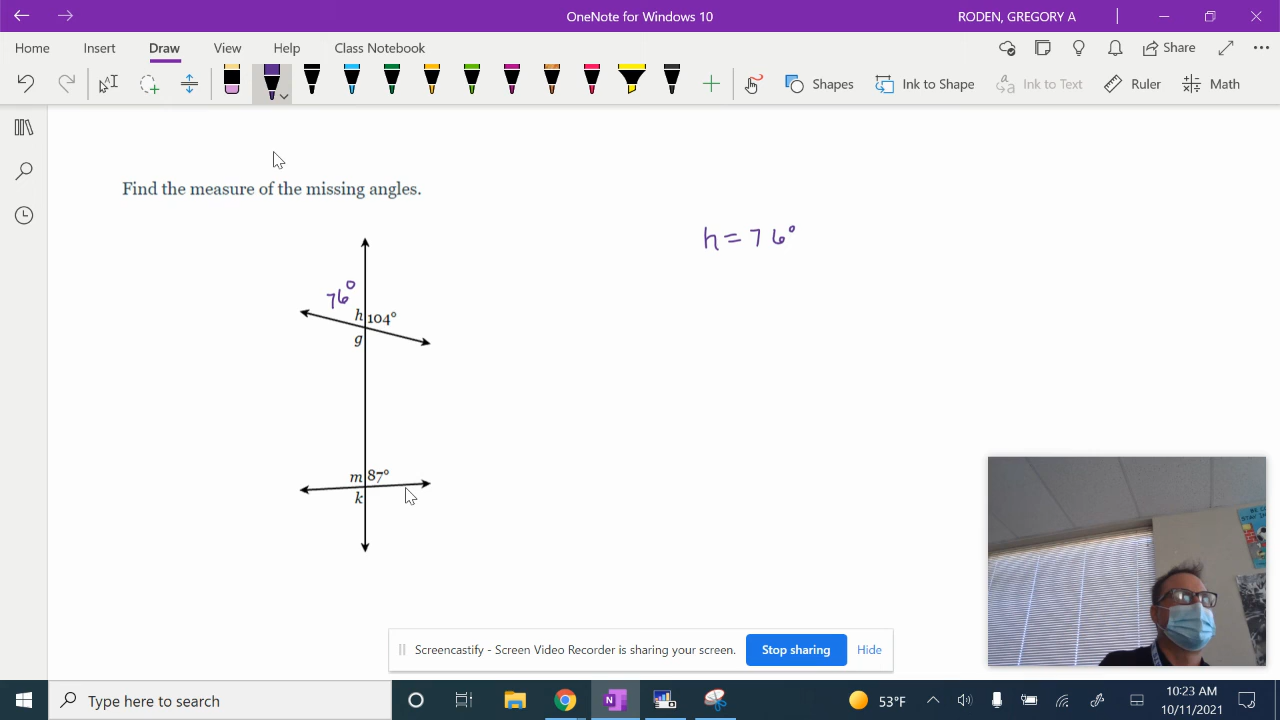 OneNote for Windows 10
RODEN, GREGORY A
Home Insert Draw View Help Class Notebook
Share
Shapes Ink to Shape Ink to Text Ruler Math
Find the measure of the missing angles.
h = 76°
76°
h 104°
g
m 87°
k
Screencastify - Screen Video Recorder is sharing your screen.
Stop sharing
Hide
Type here to search
53°F
10:23 AM
10/11/2021